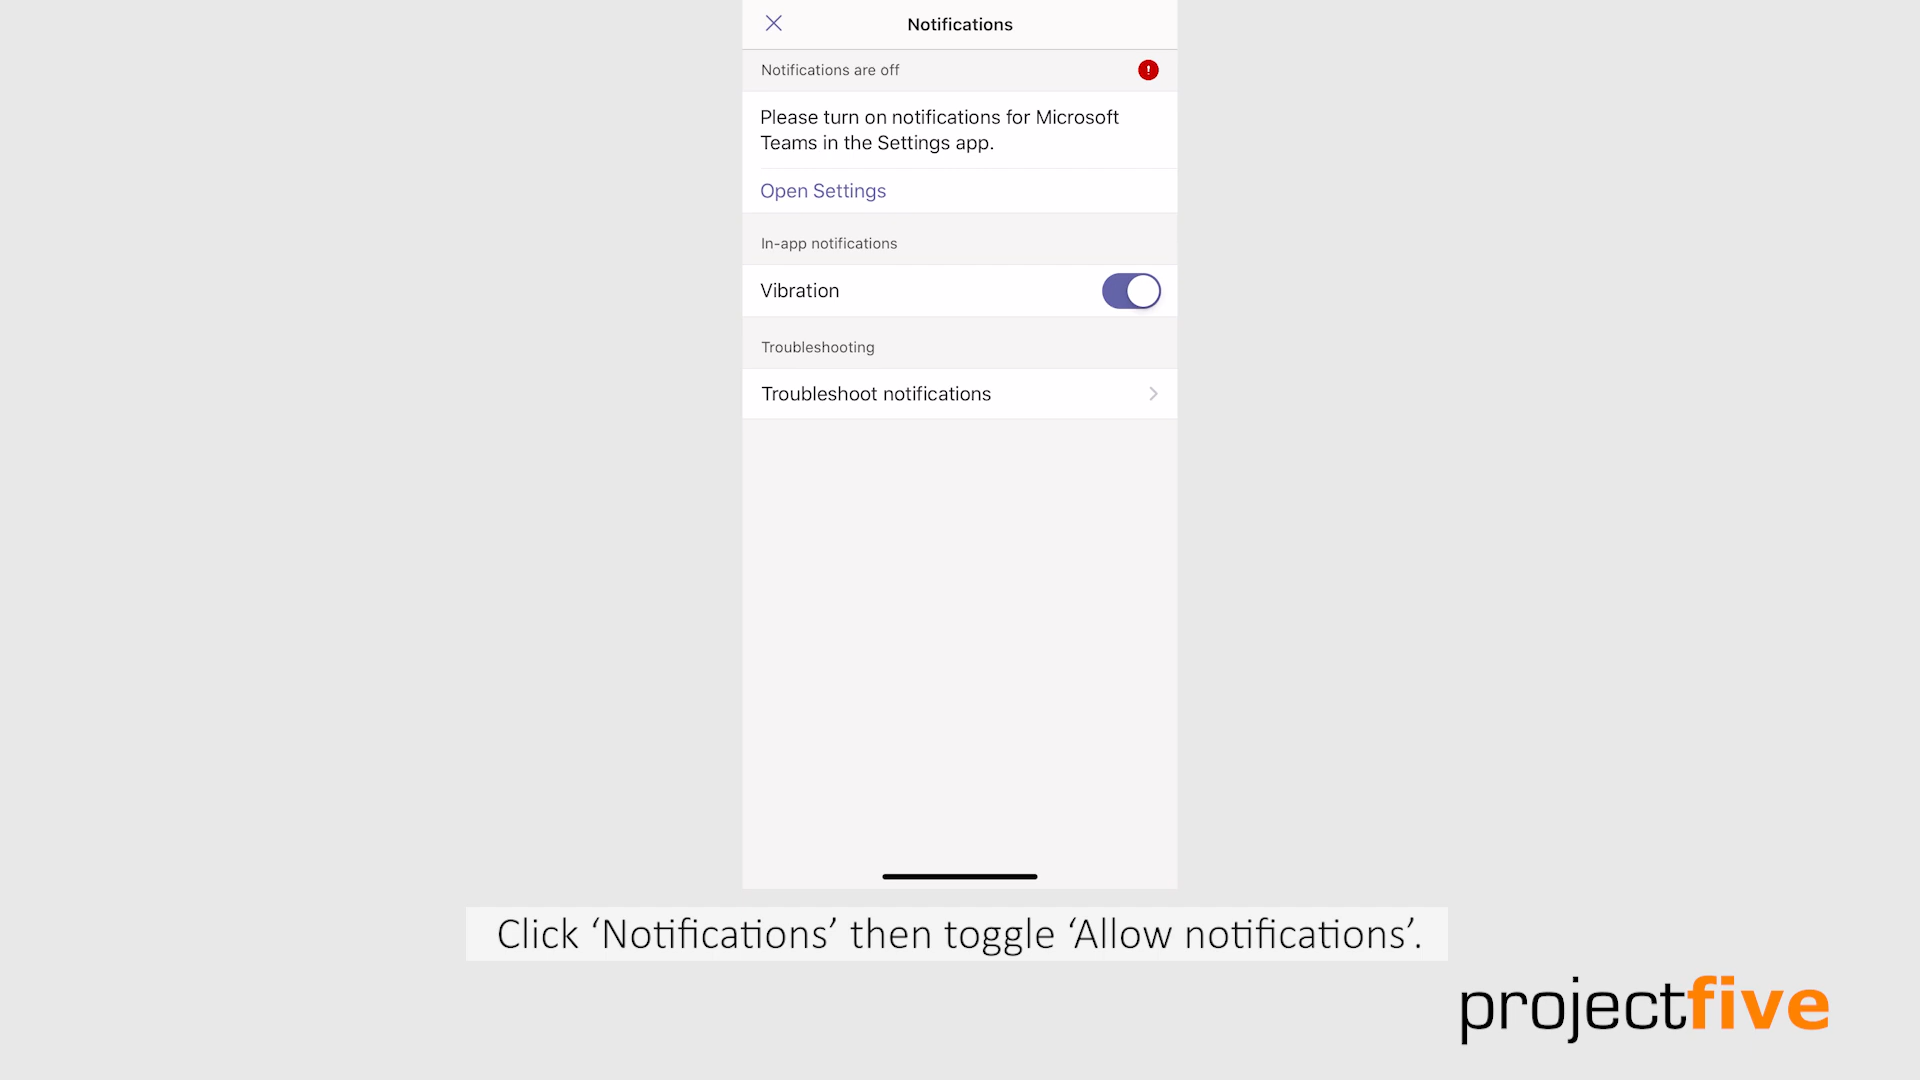 Notifications
Notifications are off
Please turn on notifications for Microsoft
Teams in the Settings app.
Open Settings
In-app notifications
Vibration
Troubleshooting
Troubleshoot notifications
Click ‘Notifications’ then toggle ‘Allow notifications’.
projectfive